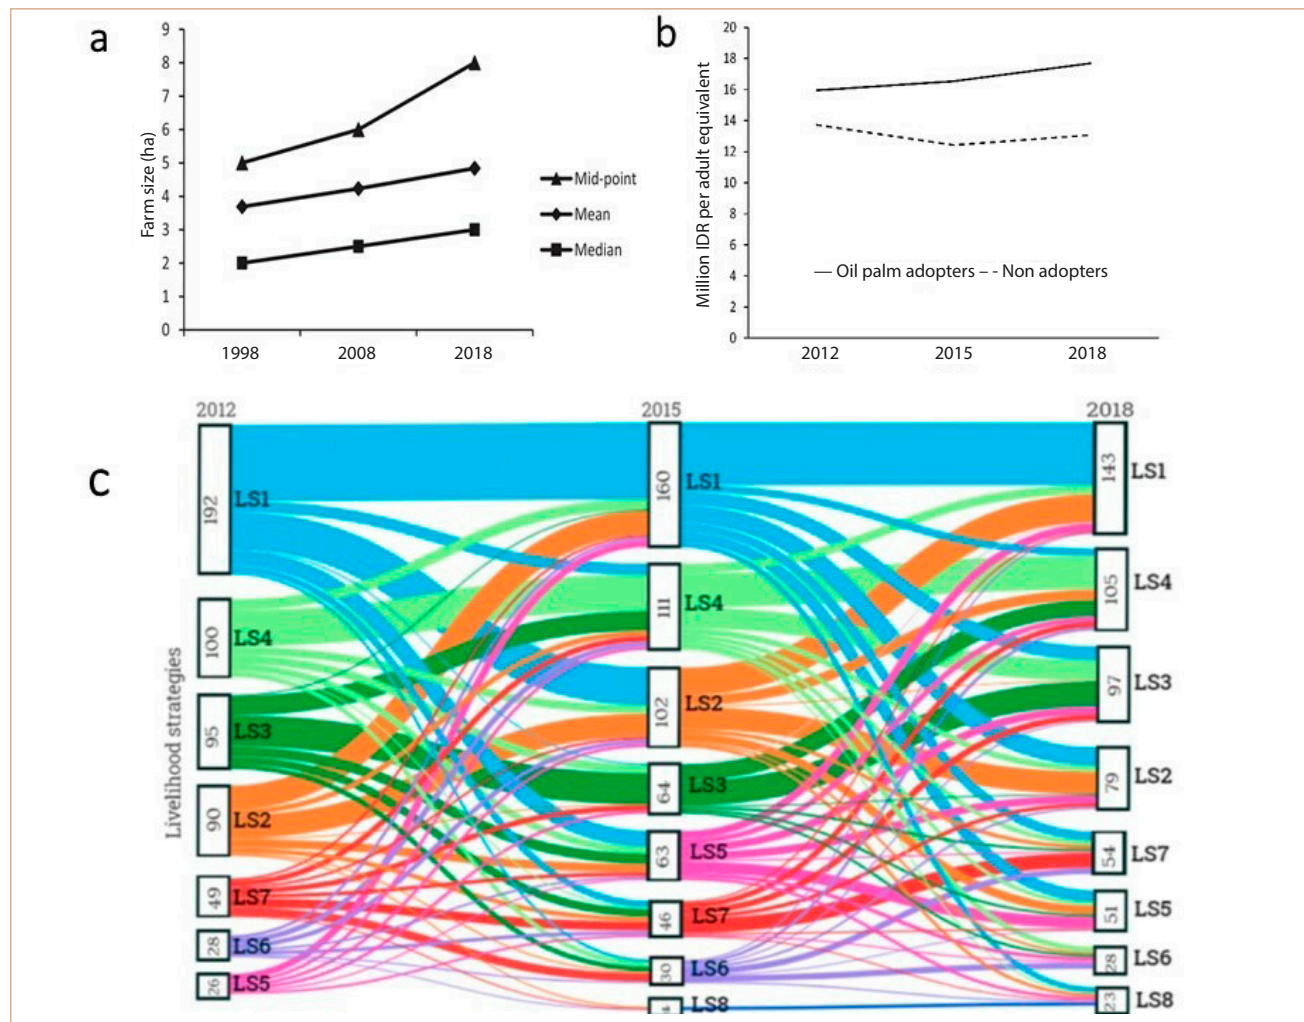 a
9
8
7
6
5
4
3
2
1
0
Farm size (ha)
1998 2008 2018
Mid-point
Mean
Median
b
20
18
16
14
12
10
8
6
4
2
0
Million IDR per adult equivalent
— Oil palm adopters – - Non adopters
2012 2015 2018
c
Livelihood strategies
2012
192 LS1
100 LS4
95 LS3
90 LS2
49 LS7
28 LS6
26 LS5
2015
160 LS1
111 LS4
102 LS2
64 LS3
63 LS5
46 LS7
30 LS6
LS8
2018
143 LS1
105 LS4
97 LS3
79 LS2
54 LS7
51 LS5
28 LS6
23 LS8